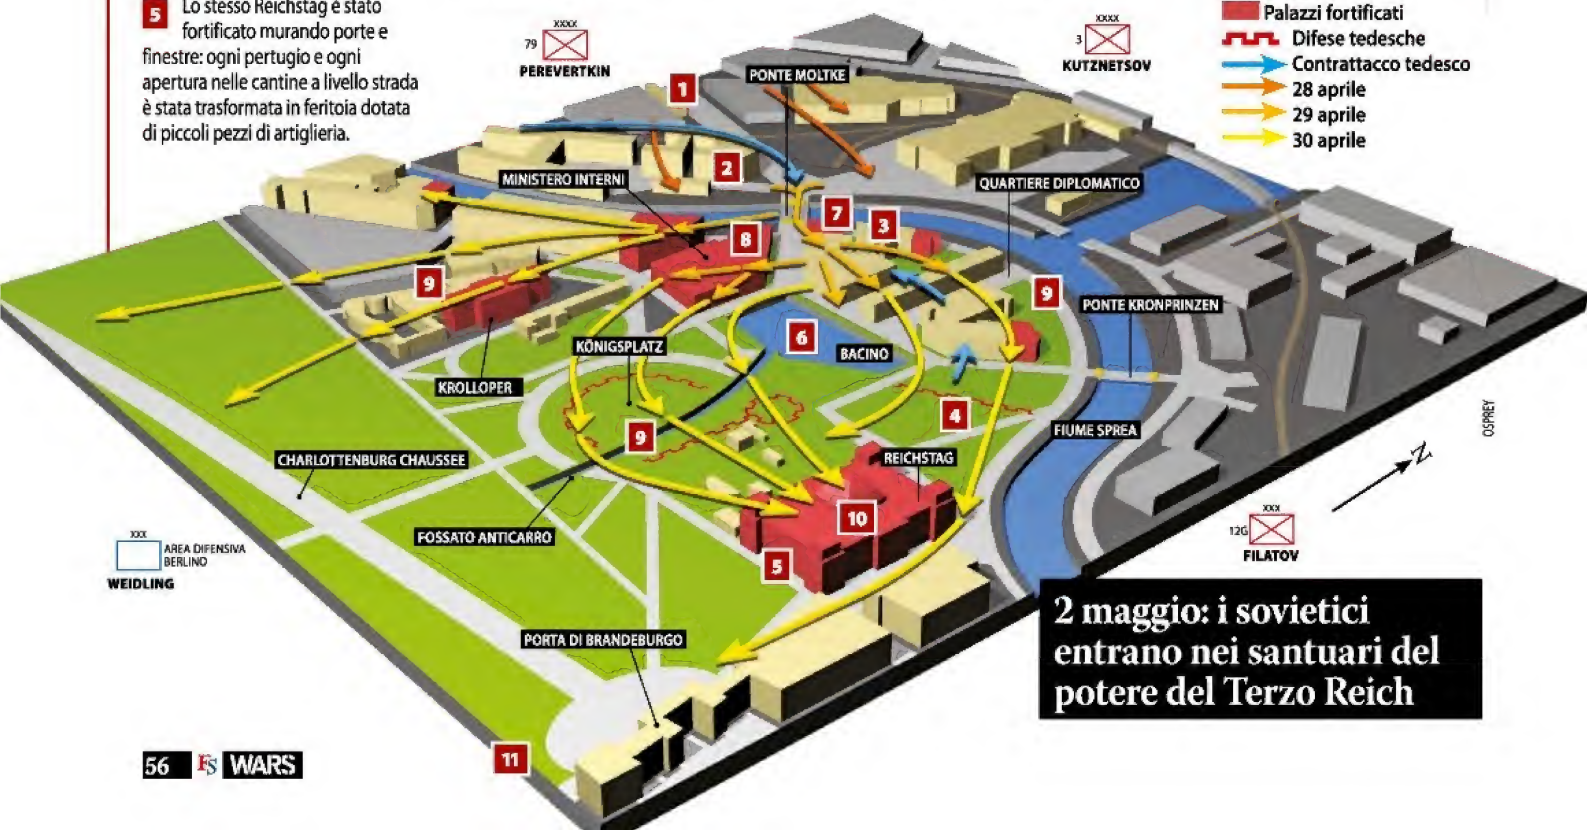 5 Lo stesso Reichstag è stato
fortificato murando porte e
finestre: ogni pertugio e ogni
apertura nelle cantine a livello strada
è stata trasformata in feritoia dotata
di piccoli pezzi di artiglieria.
XXXX
79
PEREVERTKIN
XXXX
3
KUTZNETSOV
Palazzi fortificati
Difese tedesche
Contrattacco tedesco
28 aprile
29 aprile
30 aprile
1
PONTE MOLTKE
2
MINISTERO INTERNI
QUARTIERE DIPLOMATICO
7
3
8
9
9
PONTE KRONPRINZEN
6
KÖNIGSPLATZ
BACINO
KROLLOPER
4
9
FIUME SPREA
OSPREY
CHARLOTTENBURG CHAUSSEE
REICHSTAG
N
10
FOSSATO ANTICARRO
XXX
12G
FILATOV
XXX
AREA DIFENSIVA
BERLINO
WEIDLING
5
2 maggio: i sovietici
entrano nei santuari del
potere del Terzo Reich
PORTA DI BRANDEBURGO
11
56 FS WARS